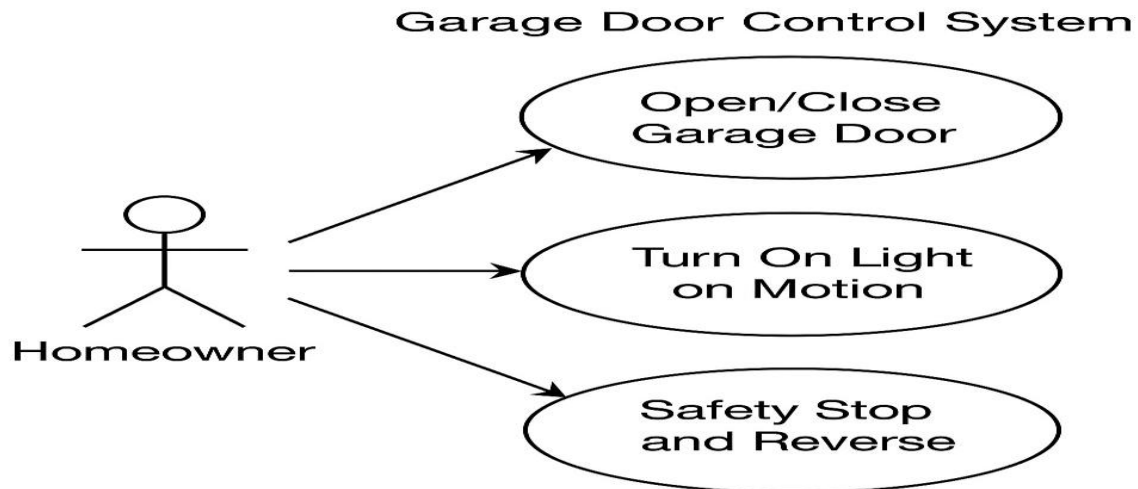 Garage Door Control System
Open/Close
Garage Door
Turn On Light
on Motion
Homeowner
Safety Stop
and Reverse